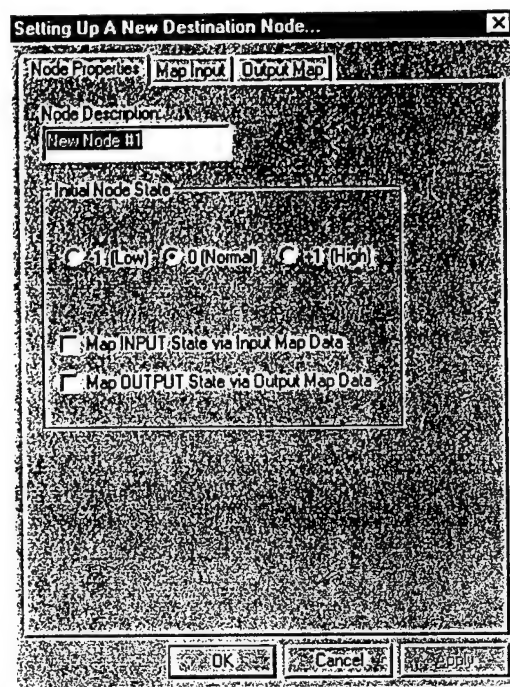 Setting Up A New Destination Node...
Node Properties Map Input Output Map
Node Description:
New Node #1
Initial Node State
-1 (Low) 0 (Normal) +1 (High)
Map INPUT State via Input Map Data
Map OUTPUT State via Output Map Data
OK Cancel Apply